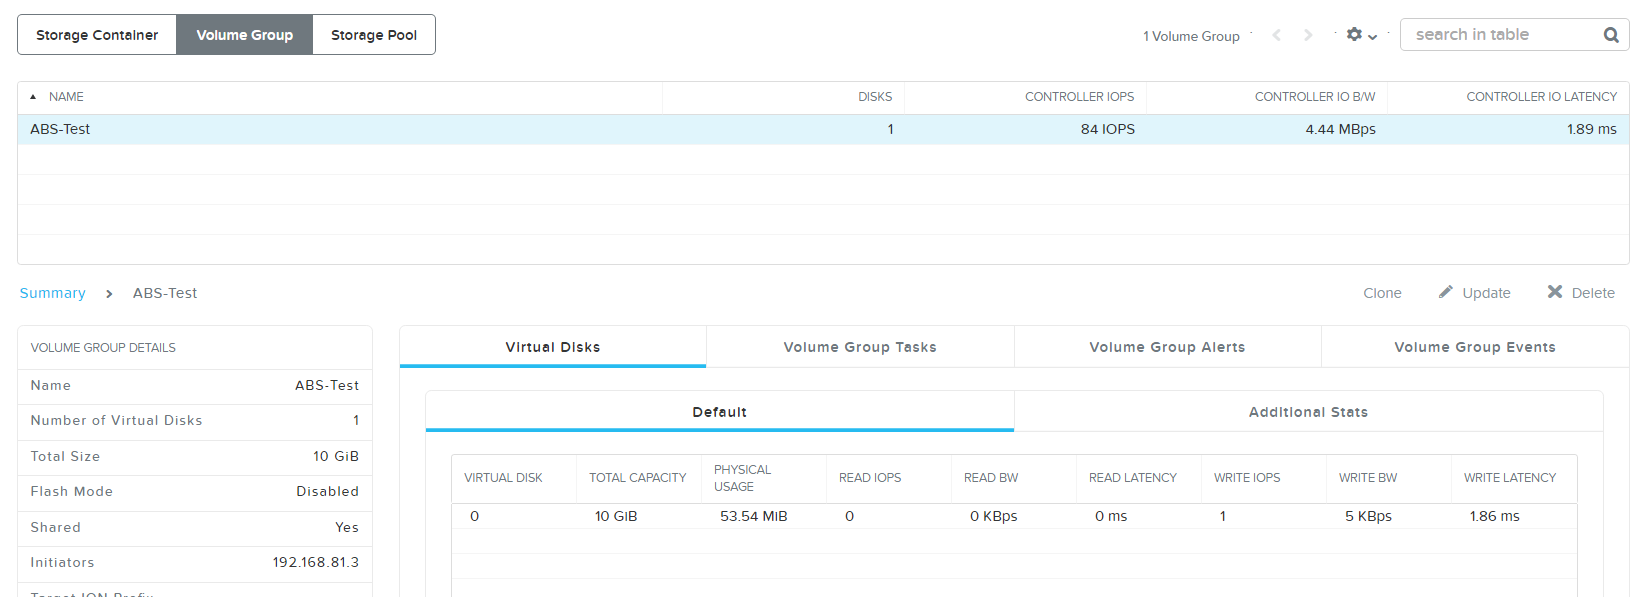 Storage Container Volume Group Storage Pool 1 Volume Group search in table
NAME DISKS CONTROLLER IOPS CONTROLLER IO B/W CONTROLLER IO LATENCY
ABS-Test 1 84 IOPS 4.44 MBps 1.89 ms
Summary ABS-Test Clone Update Delete
VOLUME GROUP DETAILS
Name ABS-Test
Number of Virtual Disks 1
Total Size 10 GiB
Flash Mode Disabled
Shared Yes
Initiators 192.168.81.3
Virtual Disks Volume Group Tasks Volume Group Alerts Volume Group Events
Default Additional Stats
VIRTUAL DISK TOTAL CAPACITY PHYSICAL USAGE READ IOPS READ BW READ LATENCY WRITE IOPS WRITE BW WRITE LATENCY
0 10 GiB 53.54 MiB 0 0 KBps 0 ms 1 5 KBps 1.86 ms